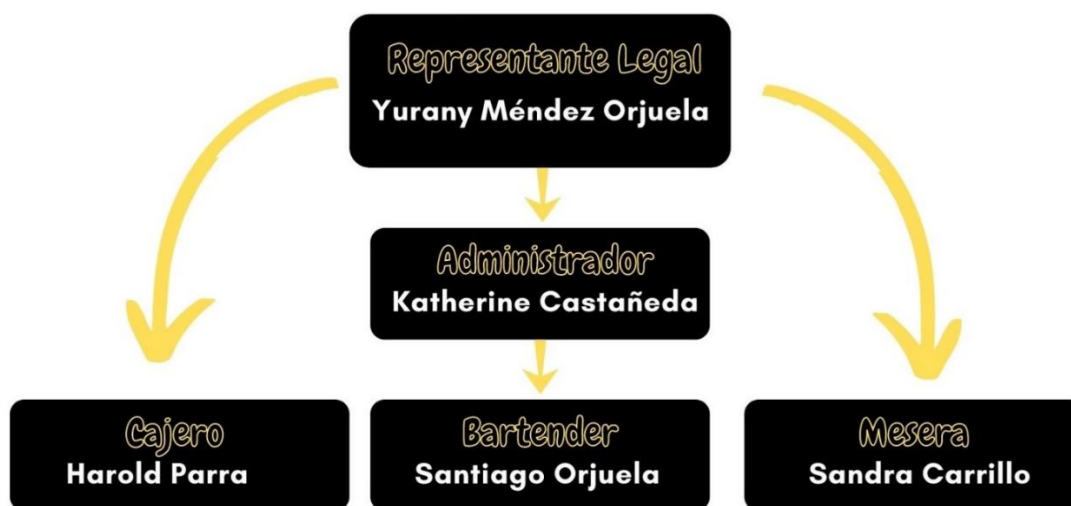 Representante Legal
Yurany Méndez Orjuela
Administrador
Katherine Castañeda
Cajero
Harold Parra
Bartender
Santiago Orjuela
Mesera
Sandra Carrillo